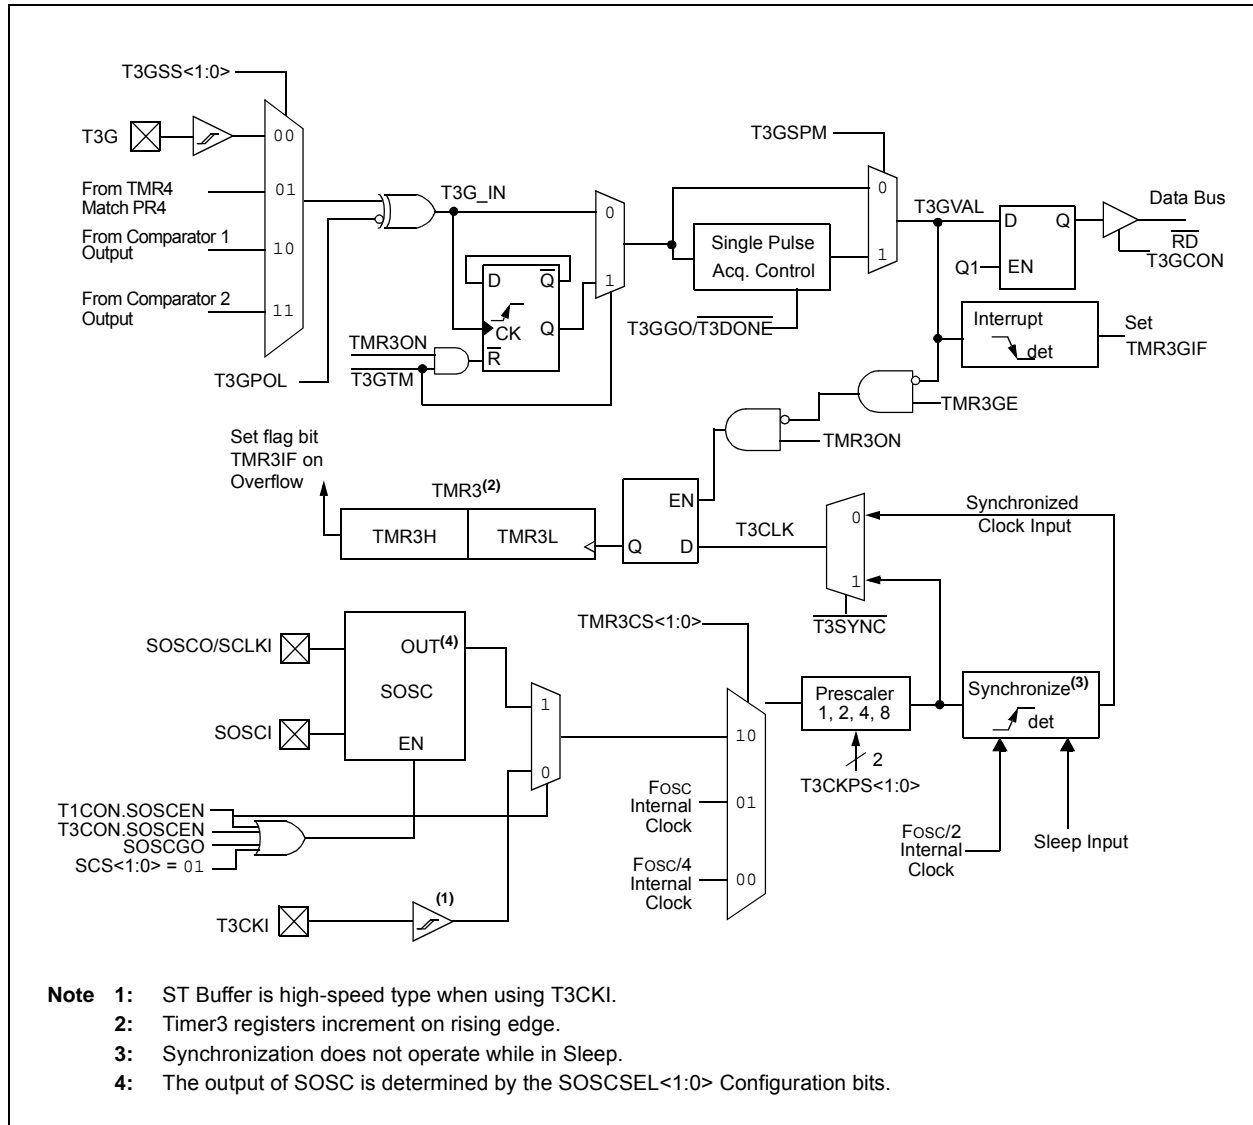 T3GSS<1:0>
T3G
00
From TMR4
Match PR4
01
From Comparator 1
Output
10
From Comparator 2
Output
11
T3GPOL
T3G_IN
0
1
D
Q
CK
Q
R
TMR3ON
T3GTM
T3GSPM
Single Pulse
Acq. Control
T3GGO/T3DONE
0
1
T3GVAL
D
Q
Q1
EN
Data Bus
RD
T3GCON
Interrupt
det
Set
TMR3GIF
TMR3GE
TMR3ON
Set flag bit
TMR3IF on
Overflow
TMR3(2)
TMR3H
TMR3L
EN
Q
D
T3CLK
0
1
T3SYNC
Synchronized
Clock Input
SOSCO/SCLKI
SOSCI
OUT(4)
SOSC
EN
1
0
T1CON.SOSCEN
T3CON.SOSCEN
SOSCGO
SCS<1:0> = 01
T3CKI
(1)
TMR3CS<1:0>
10
FOSC
Internal
Clock
01
FOSC/4
Internal
Clock
00
Prescaler
1, 2, 4, 8
2
T3CKPS<1:0>
Synchronize(3)
det
FOSC/2
Internal
Clock
Sleep Input
Note 1: ST Buffer is high-speed type when using T3CKI.
2: Timer3 registers increment on rising edge.
3: Synchronization does not operate while in Sleep.
4: The output of SOSC is determined by the SOSCSEL<1:0> Configuration bits.